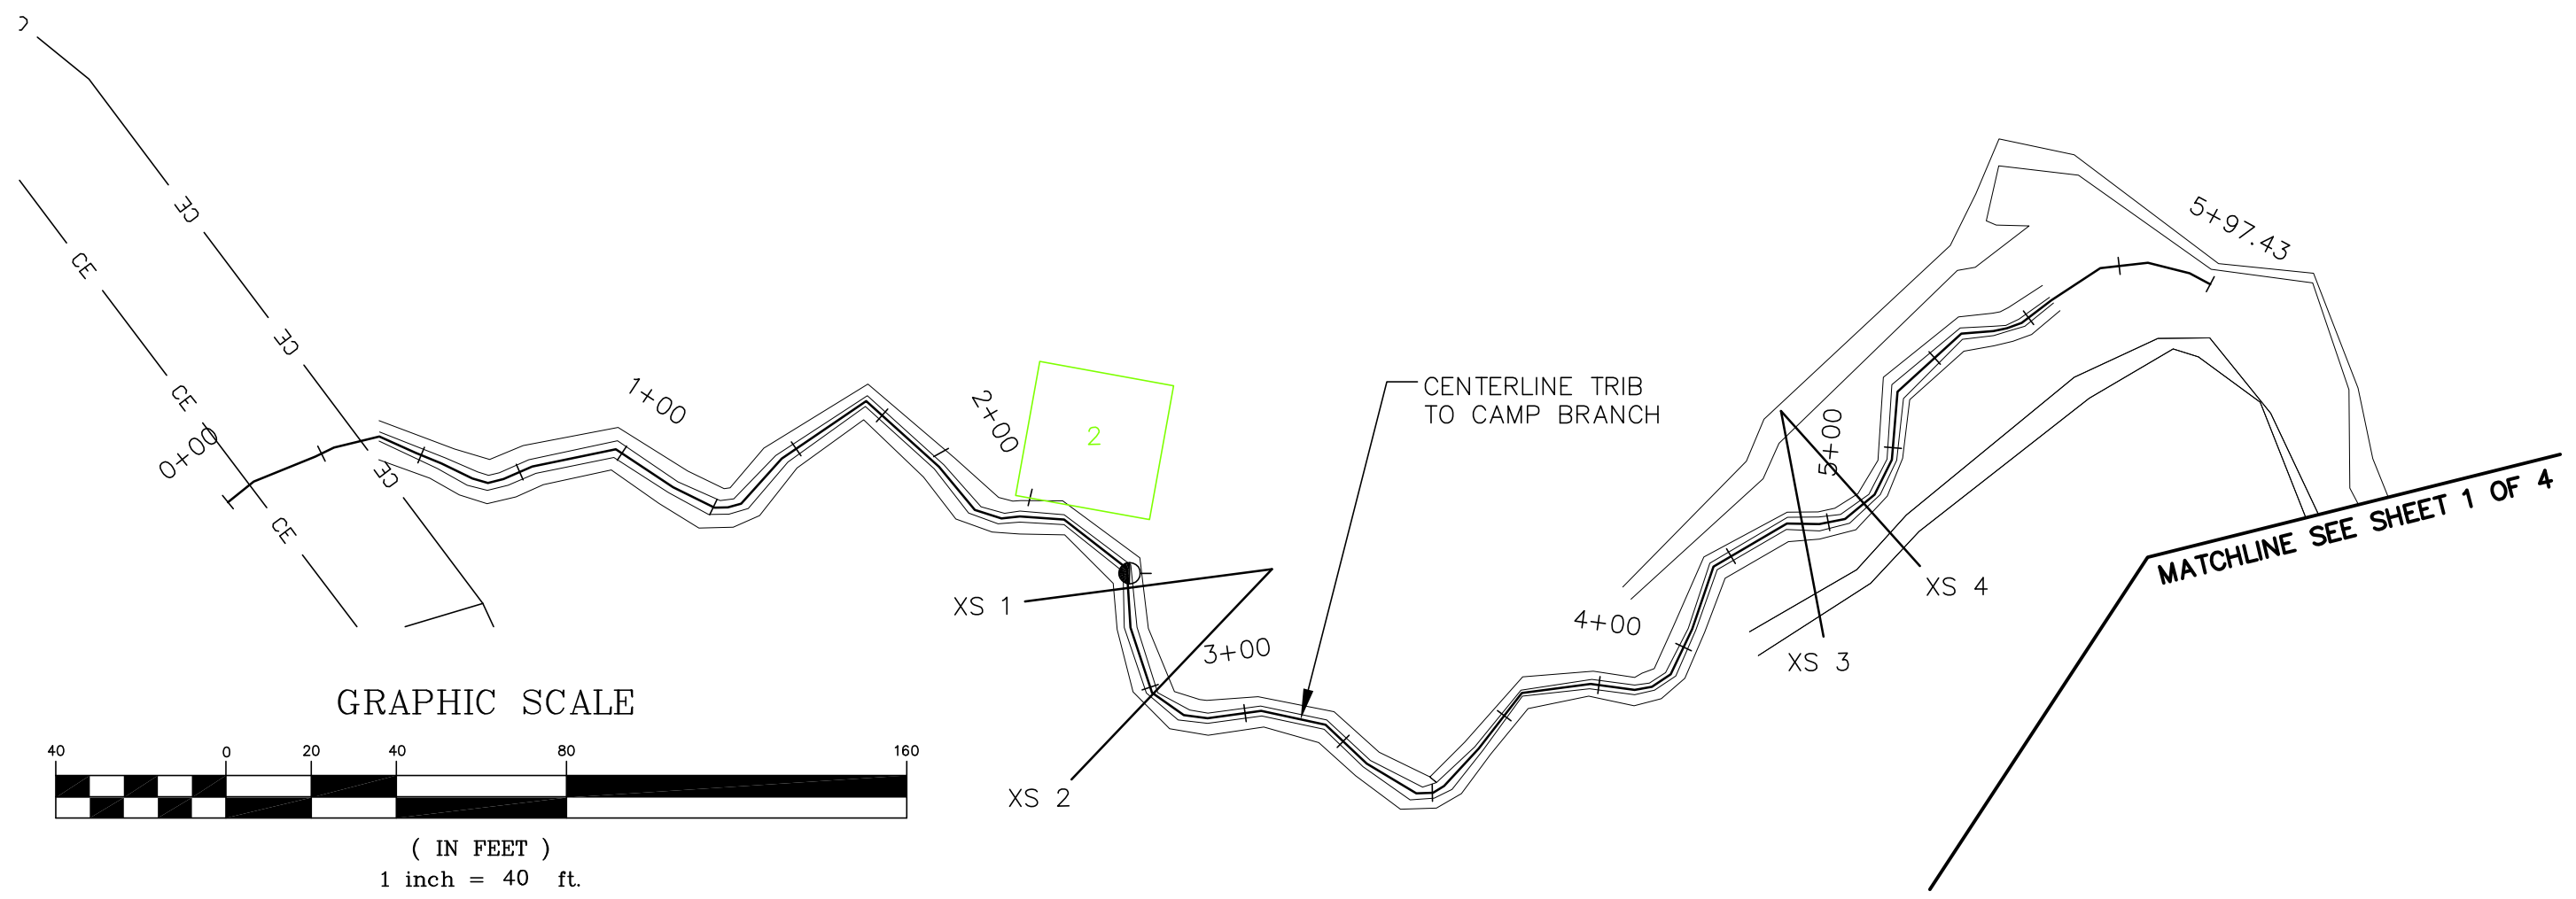 CE
CE
CE
CE
CE
CE
0+00
1+00
2+00
2
CENTERLINE TRIB
TO CAMP BRANCH
5+00
5+97.43
XS 1
3+00
4+00
XS 4
XS 3
XS 2
MATCHLINE SEE SHEET 1 OF 4
GRAPHIC SCALE
40 0 20 40 80 160
( IN FEET )
1 inch = 40 ft.